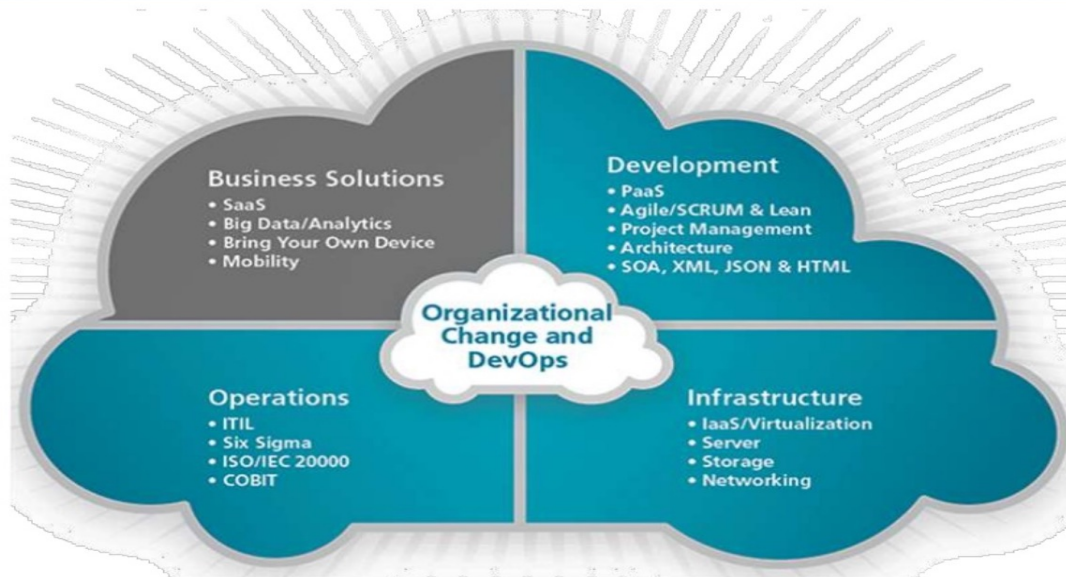 Business Solutions
• SaaS
• Big Data/Analytics
• Bring Your Own Device
• Mobility
Development
• PaaS
• Agile/SCRUM & Lean
• Project Management
• Architecture
• SOA, XML, JSON & HTML
Organizational
Change and
DevOps
Operations
• ITIL
• Six Sigma
• ISO/IEC 20000
• COBIT
Infrastructure
• IaaS/Virtualization
• Server
• Storage
• Networking